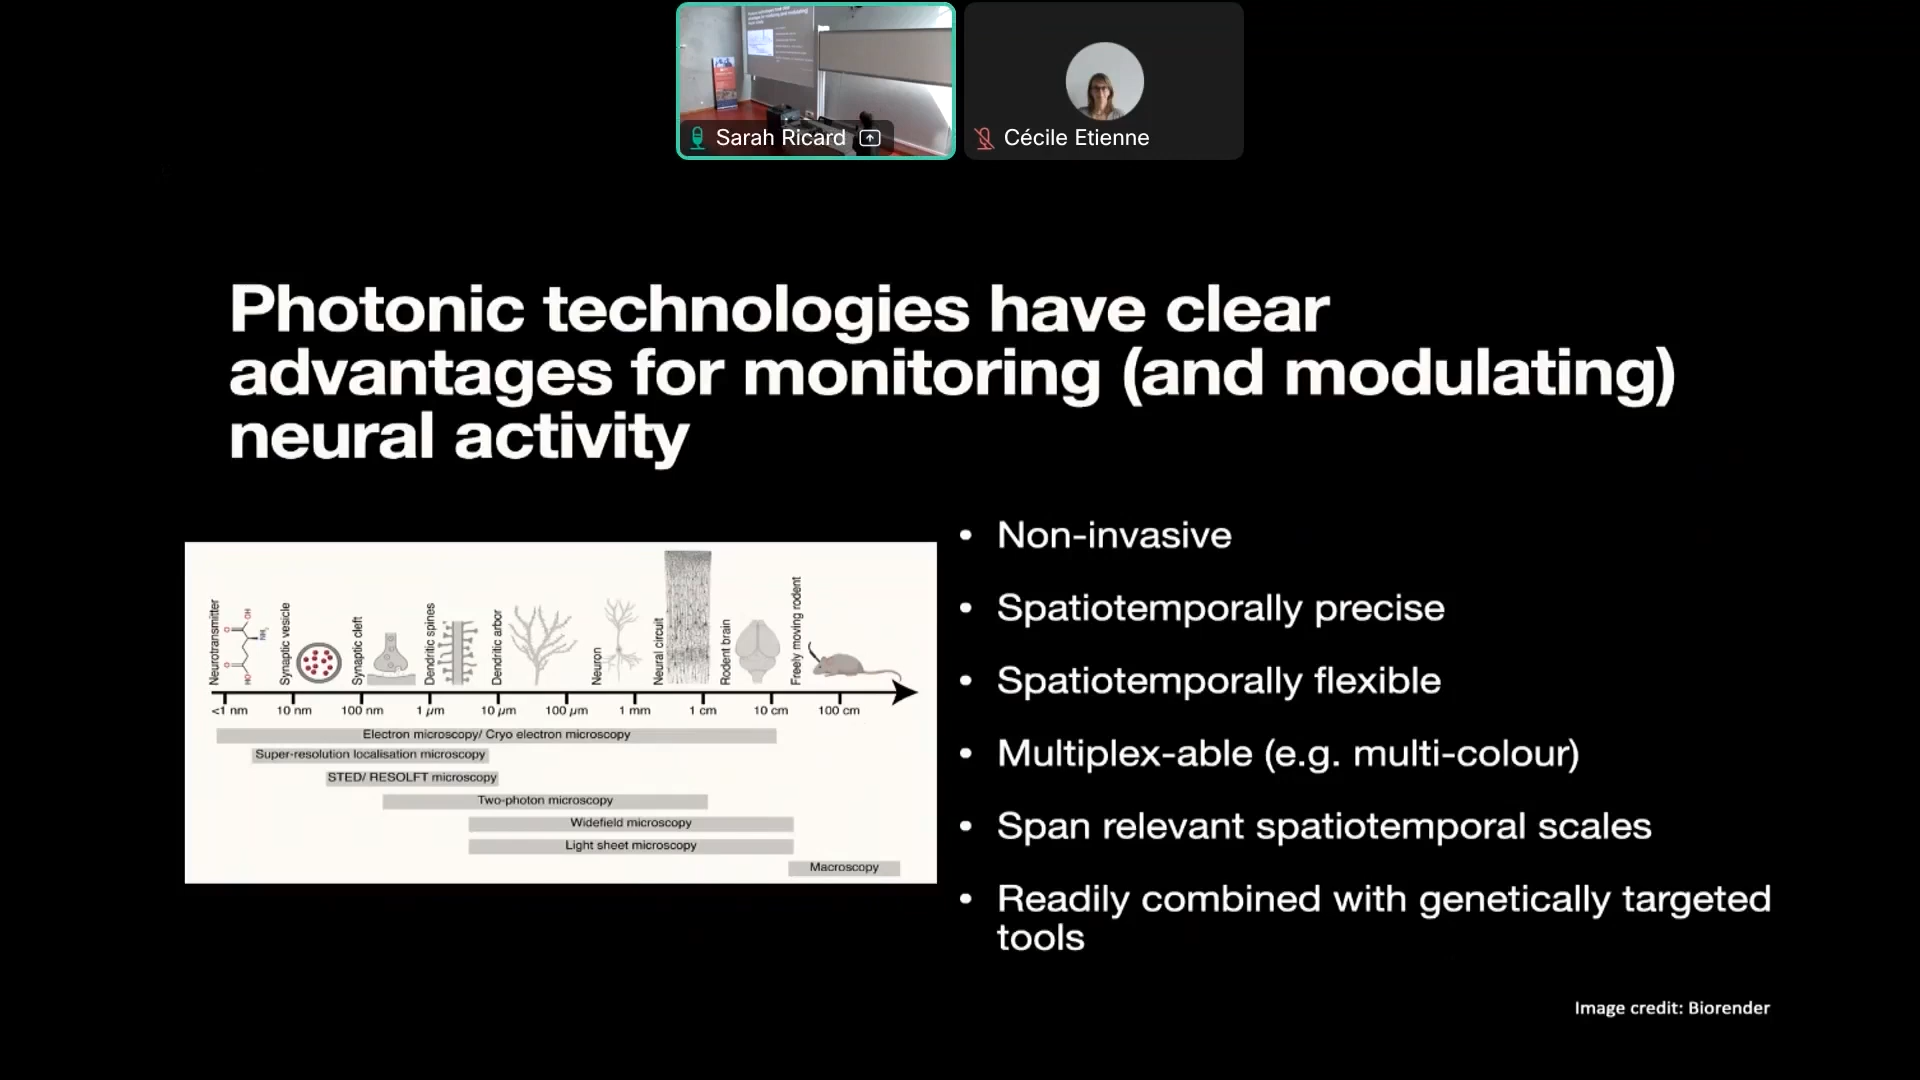 Sarah Ricard
Cécile Etienne
Photonic technologies have clear
advantages for monitoring (and modulating)
neural activity
Neurotransmitter
Synaptic vesicle
Synaptic cleft
Dendritic spines
Dendritic arbor
Neuron
Neural circuit
Rodent brain
Freely moving rodent
OH
O
NH2
O
HO
<1 nm 10 nm 100 nm 1 µm 10 µm 100 µm 1 mm 1 cm 10 cm 100 cm
Electron microscopy/ Cryo electron microscopy
Super-resolution localisation microscopy
STED/ RESOLFT microscopy
Two-photon microscopy
Widefield microscopy
Light sheet microscopy
Macroscopy
• Non-invasive
• Spatiotemporally precise
• Spatiotemporally flexible
• Multiplex-able (e.g. multi-colour)
• Span relevant spatiotemporal scales
• Readily combined with genetically targeted
tools
Image credit: Biorender